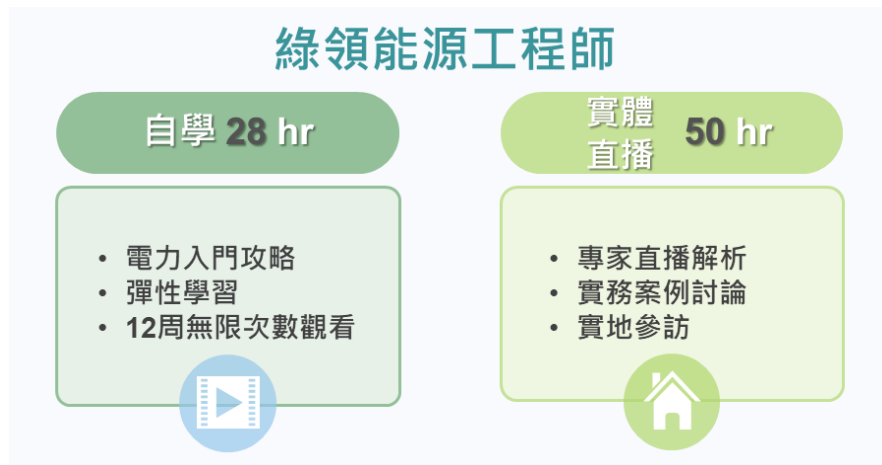 綠領能源工程師
自學 28 hr
• 電力入門攻略
• 彈性學習
• 12周無限次數觀看
實體
直播 50 hr
• 專家直播解析
• 實務案例討論
• 實地參訪